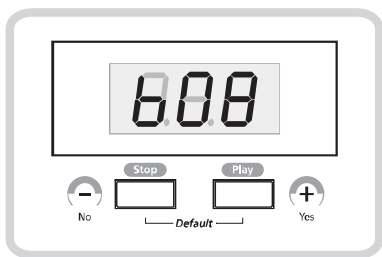 b08
Stop Play
- +
No Default Yes